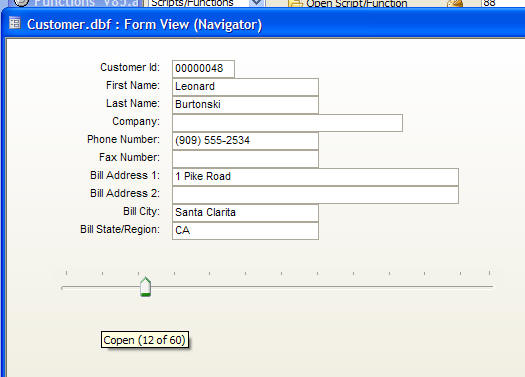 Functions_V85.a Scripts/Functions Open Script/Function 88
Customer.dbf : Form View (Navigator)
Customer Id: 00000048
First Name: Leonard
Last Name: Burtonski
Company:
Phone Number: (909) 555-2534
Fax Number:
Bill Address 1: 1 Pike Road
Bill Address 2:
Bill City: Santa Clarita
Bill State/Region: CA
Copen (12 of 60)